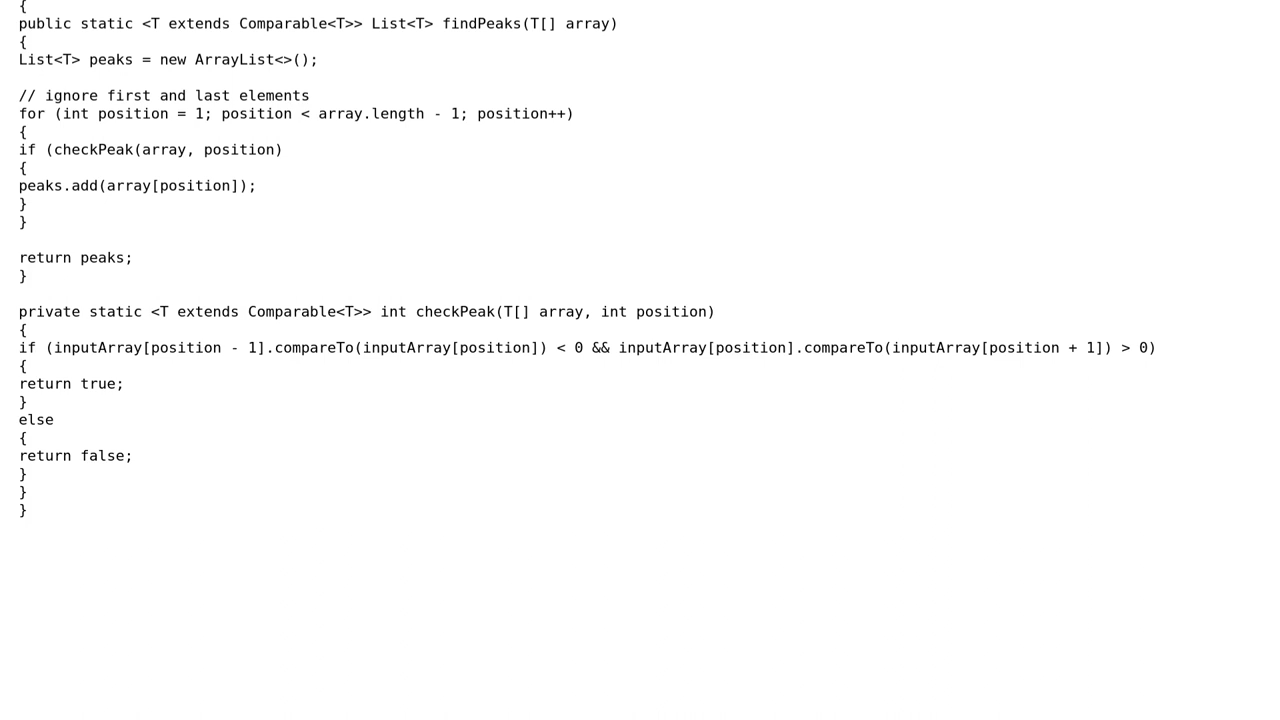 {
public static <T extends Comparable<T>> List<T> findPeaks(T[] array)
{
List<T> peaks = new ArrayList<>();

// ignore first and last elements
for (int position = 1; position < array.length - 1; position++)
{
if (checkPeak(array, position)
{
peaks.add(array[position]);
}
}

return peaks;
}

private static <T extends Comparable<T>> int checkPeak(T[] array, int position)
{
if (inputArray[position - 1].compareTo(inputArray[position]) < 0 && inputArray[position].compareTo(inputArray[position + 1]) > 0)
{
return true;
}
else
{
return false;
}
}
}